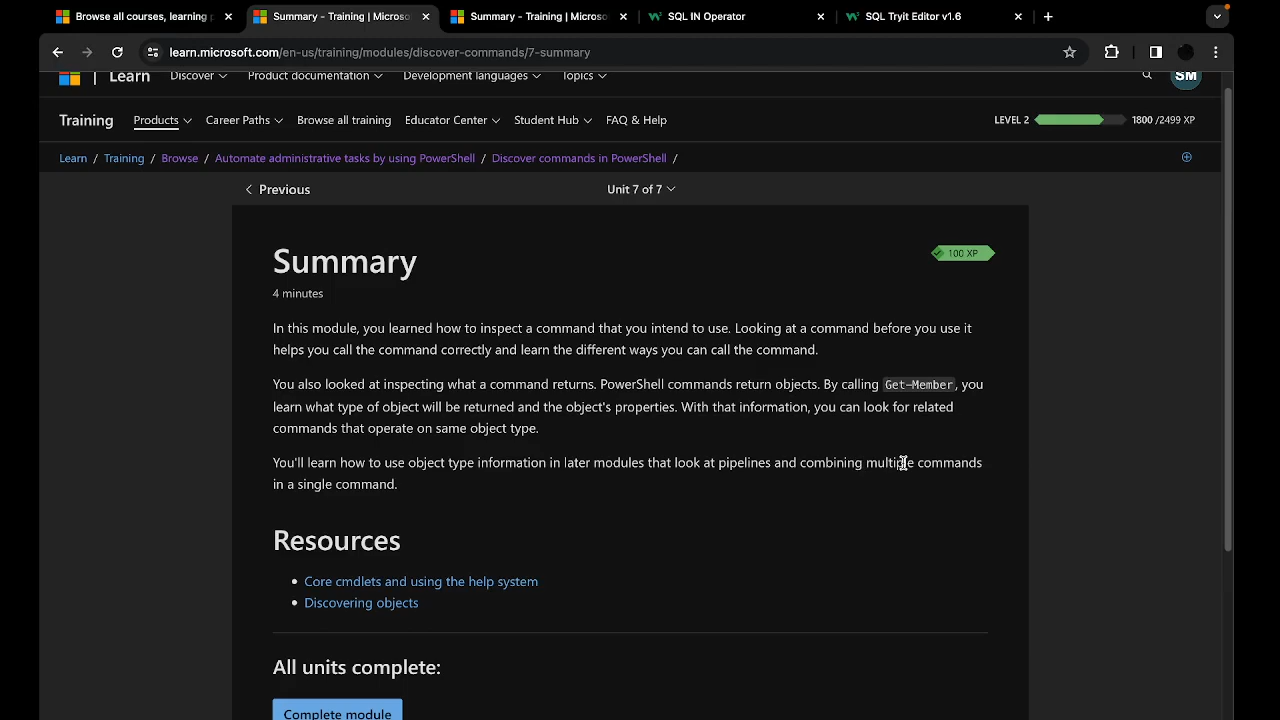 Browse all courses, learning p
Summary - Training | Microso
Summary - Training | Microso
SQL IN Operator
SQL Tryit Editor v1.6
learn.microsoft.com/en-us/training/modules/discover-commands/7-summary
Learn Discover Product documentation Development languages Topics SM
Training Products Career Paths Browse all training Educator Center Student Hub FAQ & Help LEVEL 2 1800 /2499 XP
Learn / Training / Browse / Automate administrative tasks by using PowerShell / Discover commands in PowerShell /
Previous Unit 7 of 7
Summary
100 XP
4 minutes
In this module, you learned how to inspect a command that you intend to use. Looking at a command before you use it
helps you call the command correctly and learn the different ways you can call the command.
You also looked at inspecting what a command returns. PowerShell commands return objects. By calling Get-Member, you
learn what type of object will be returned and the object's properties. With that information, you can look for related
commands that operate on same object type.
You'll learn how to use object type information in later modules that look at pipelines and combining multiple commands
in a single command.
Resources
• Core cmdlets and using the help system
• Discovering objects
All units complete:
Complete module